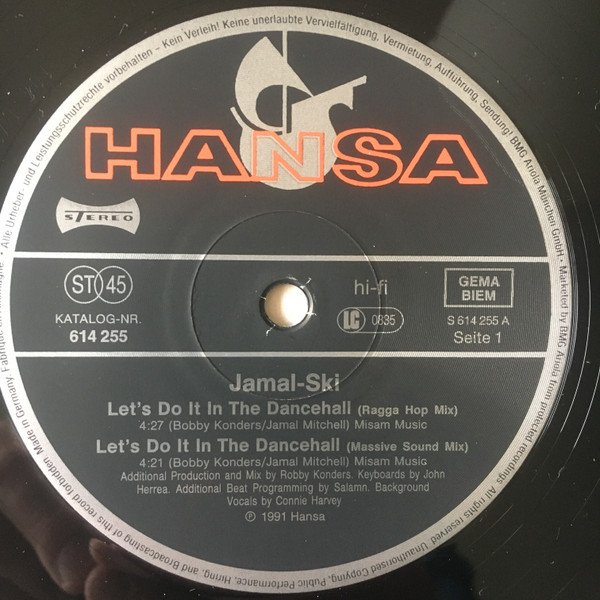 Alle Urheber- und Leistungsschutzrechte vorbehalten - Kein Verleih! Keine unerlaubte Vervielfältigung, Vermietung, Aufführung, Sendung! BMG Ariola München GmbH • Marketed by BMG Ariola
HANSA
STEREO
ST 45
hi-fi
GEMA
BIEM
KATALOG-NR.
614 255
LC 0835
S 614 255 A
Seite 1
Jamal-Ski
Let's Do It In The Dancehall (Ragga Hop Mix)
4:27 (Bobby Konders/Jamal Mitchell) Misam Music
Let's Do It In The Dancehall (Massive Sound Mix)
4:21 (Bobby Konders/Jamal Mitchell) Misam Music
Additional Production and Mix by Robby Konders. Keyboards by John
Herrea. Additional Beat Programming by Salamn. Background
Vocals by Connie Harvey
℗ 1991 Hansa
All rights reserved. Unauthorised Copying, Public Performance, Hiring, and Broadcasting of this record forbidden. Made in Germany. Fabriqué